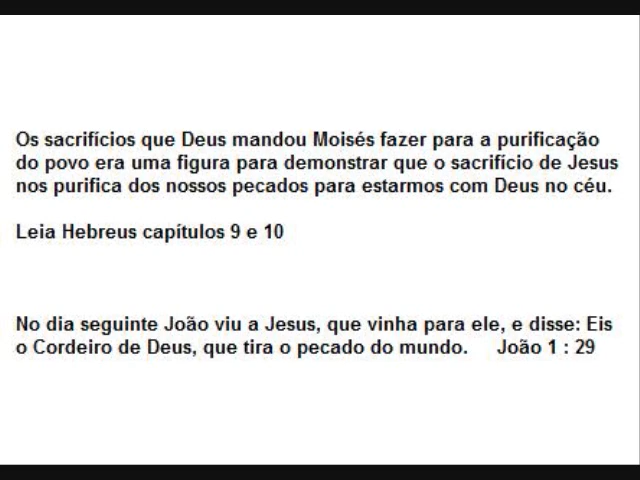 Os sacrifícios que Deus mandou Moisés fazer para a purificação
do povo era uma figura para demonstrar que o sacrifício de Jesus
nos purifica dos nossos pecados para estarmos com Deus no céu.
Leia Hebreus capítulos 9 e 10
No dia seguinte João viu a Jesus, que vinha para ele, e disse: Eis
o Cordeiro de Deus, que tira o pecado do mundo. João 1 : 29